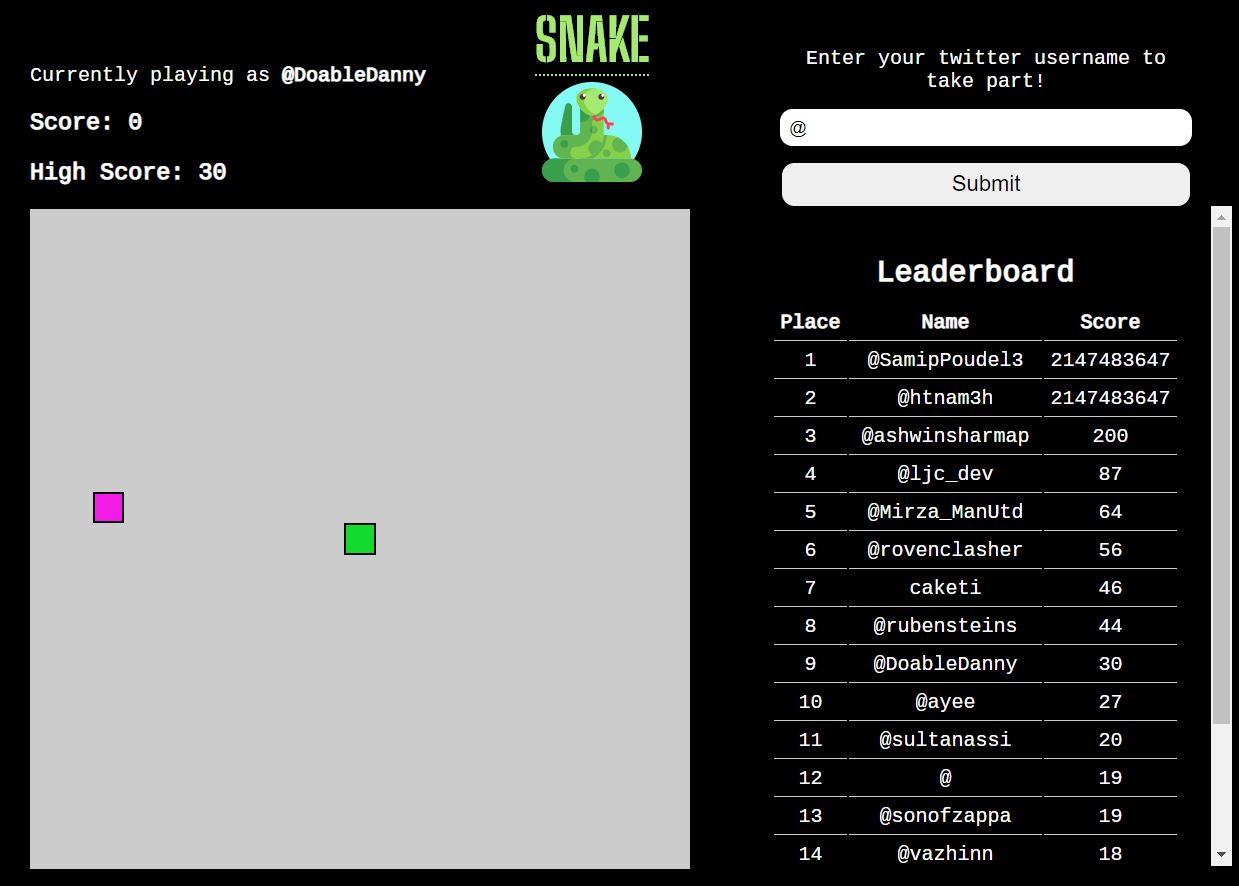 SNAKE
Currently playing as @DoableDanny
Score: 0
High Score: 30
Enter your twitter username to
take part!
@
Submit
Leaderboard
Place Name Score
1 @SamipPoudel3 2147483647
2 @htnam3h 2147483647
3 @ashwinsharmap 200
4 @ljc_dev 87
5 @Mirza_ManUtd 64
6 @rovenclasher 56
7 caketi 46
8 @rubensteins 44
9 @DoableDanny 30
10 @ayee 27
11 @sultanassi 20
12 @ 19
13 @sonofzappa 19
14 @vazhinn 18